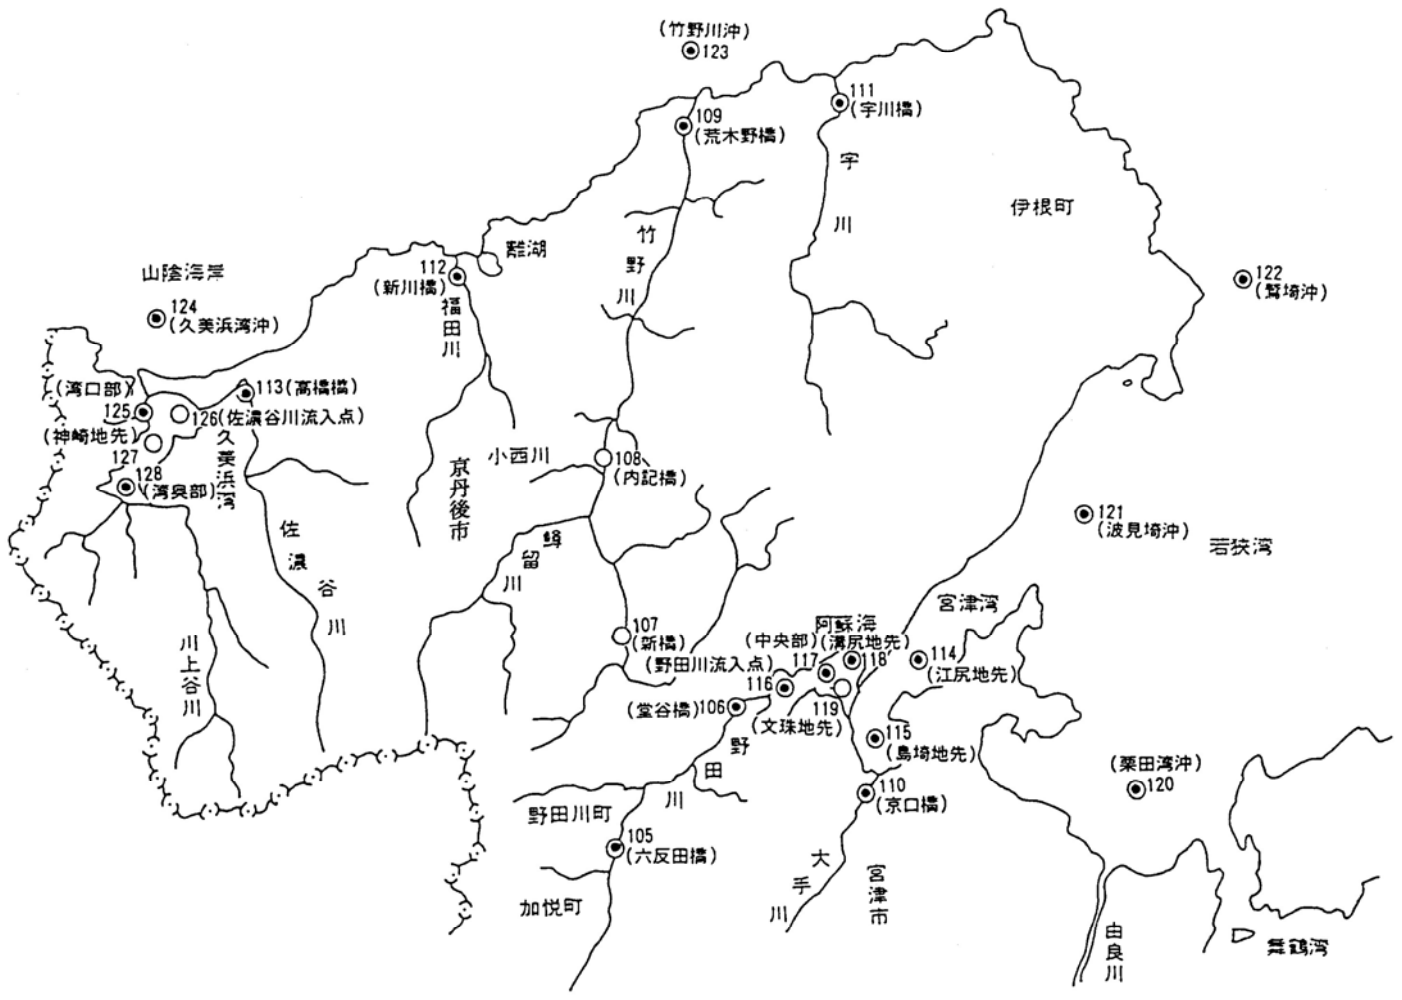 (竹野川沖)
123
111
(宇川橋)
109
(荒木野橋)
宇川
伊根町
竹野川
離湖
山陰海岸
112
(新川橋)
福田川
122
(鷲埼沖)
124
(久美浜湾沖)
(湾口部)
125
113(高橋橋)
126(佐濃谷川流入点)
(神崎地先)
127
久美浜湾
128
(湾奥部)
小西川
108
(内記橋)
京丹後市
121
(波見埼沖)
若狭湾
佐濃谷川
留川
川上谷川
107
(新橋)
宮津湾
阿蘇海
(中央部)
(溝尻地先)
(野田川流入点)
117
118
114
(江尻地先)
116
119
(堂谷橋)106
(文珠地先)
115
(島埼地先)
野田川
(栗田湾沖)
120
110
(京口橋)
野田川町
105
(六反田橋)
大手川
宮津市
加悦町
由良川
舞鶴湾